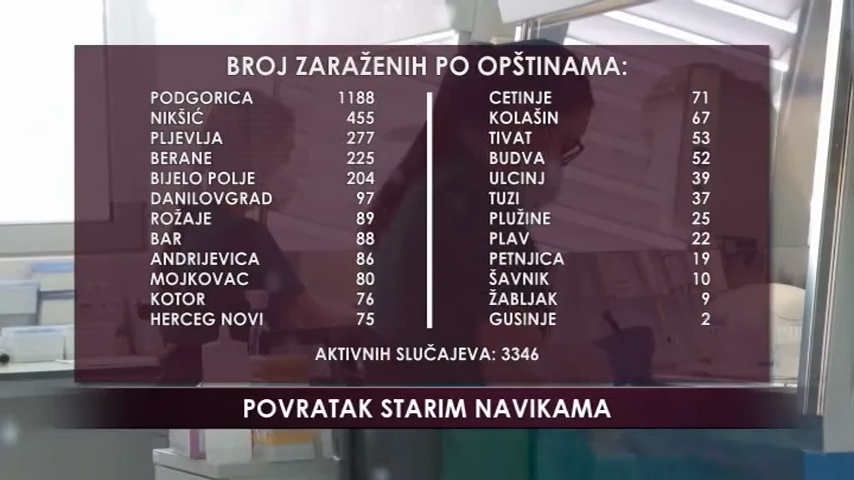 BROJ ZARAŽENIH PO OPŠTINAMA:
PODGORICA 1188
NIKŠIĆ 455
PLJEVLJA 277
BERANE 225
BIJELO POLJE 204
DANILOVGRAD 97
ROŽAJE 89
BAR 88
ANDRIJEVICA 86
MOJKOVAC 80
KOTOR 76
HERCEG NOVI 75
CETINJE 71
KOLAŠIN 67
TIVAT 53
BUDVA 52
ULCINJ 39
TUZI 37
PLUŽINE 25
PLAV 22
PETNJICA 19
ŠAVNIK 10
ŽABLJAK 9
GUSINJE 2
AKTIVNIH SLUČAJEVA: 3346
POVRATAK STARIM NAVIKAMA